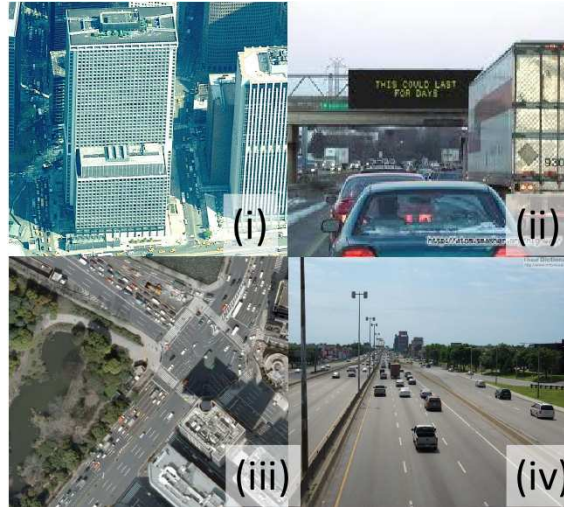 (i)
THIS COULD LAST
FOR DAYS
(ii)
(iii)
(iv)